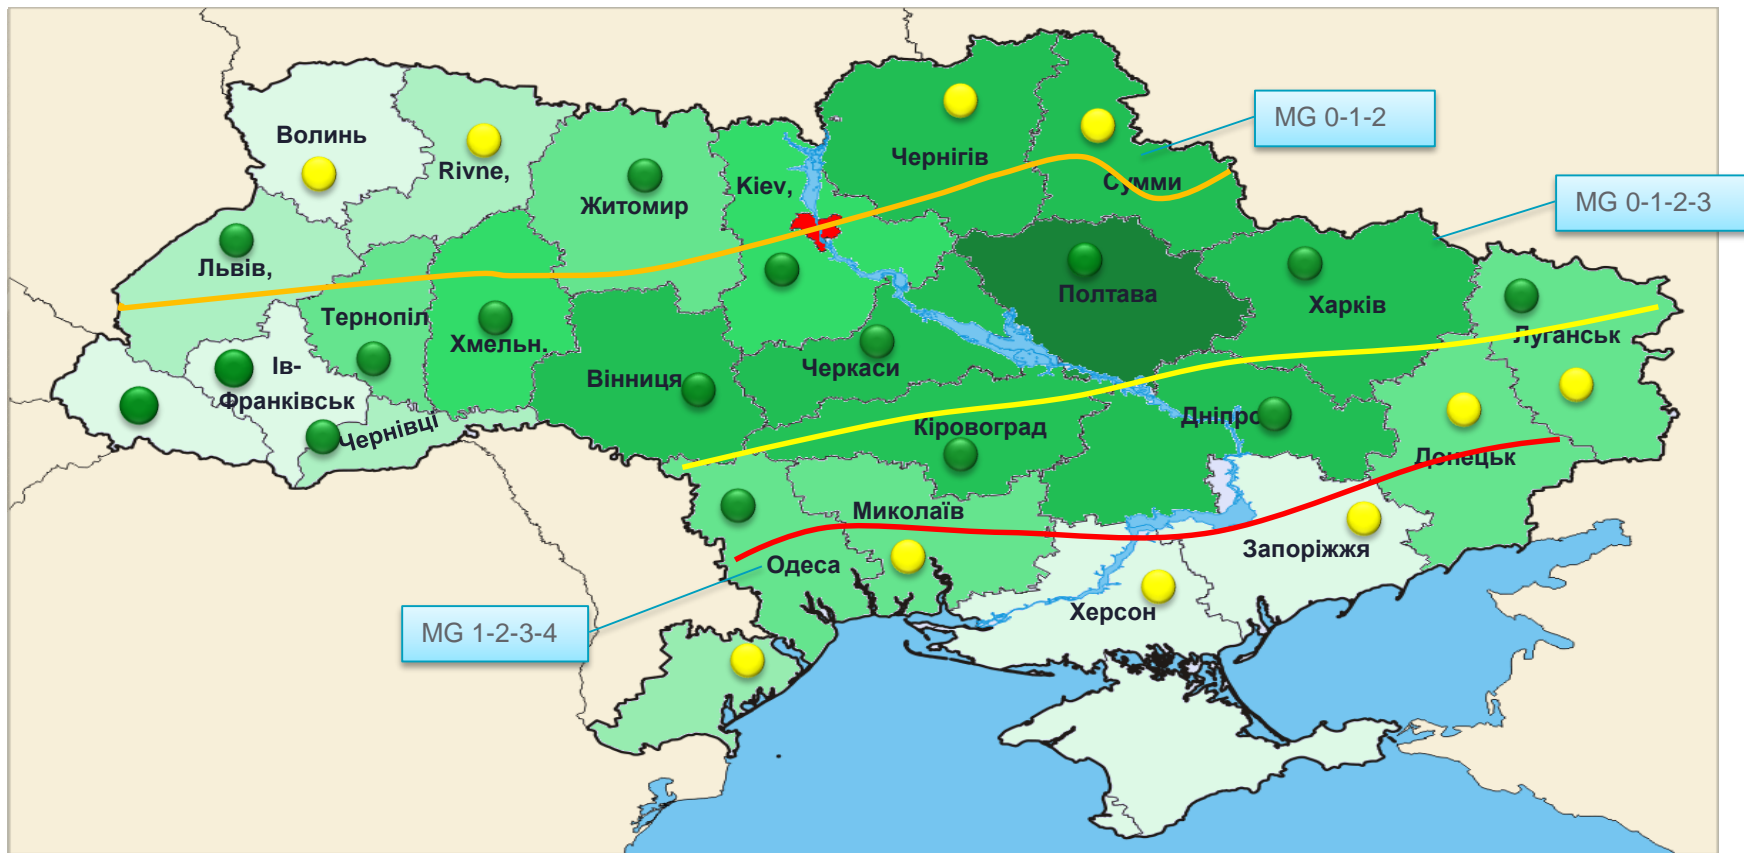 MG 0-1-2
Волинь
Rivne,
Чернігів
Сумми
Житомир
Kiev,
MG 0-1-2-3
Львів,
Полтава
Харків
Тернопіл
Хмельн.
Луганськ
Ів-
Франківськ
Вінниця
Черкаси
Чернівці
Кіровоград
Дніпро
Донецьк
Миколаїв
Одеса
Запоріжжя
Херсон
MG 1-2-3-4